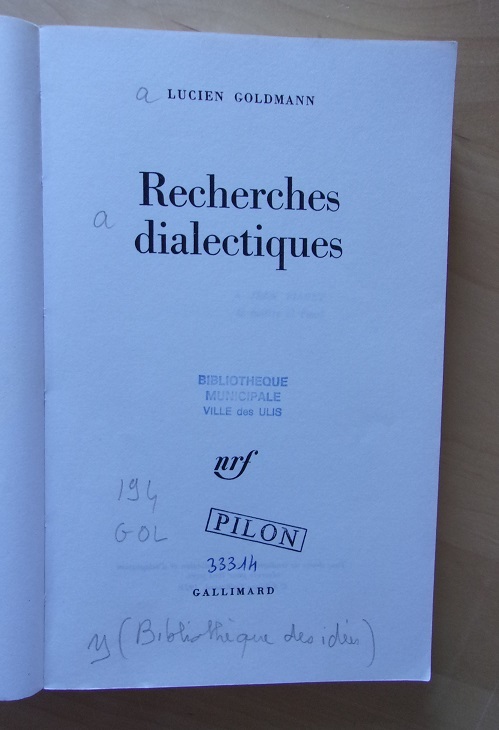 a LUCIEN GOLDMANN
Recherches
a
dialectiques
BIBLIOTHEQUE
MUNICIPALE
VILLE des ULIS
nrf
194
GOL
PILON
33314
GALLIMARD
y (Bibliothèque des idées)